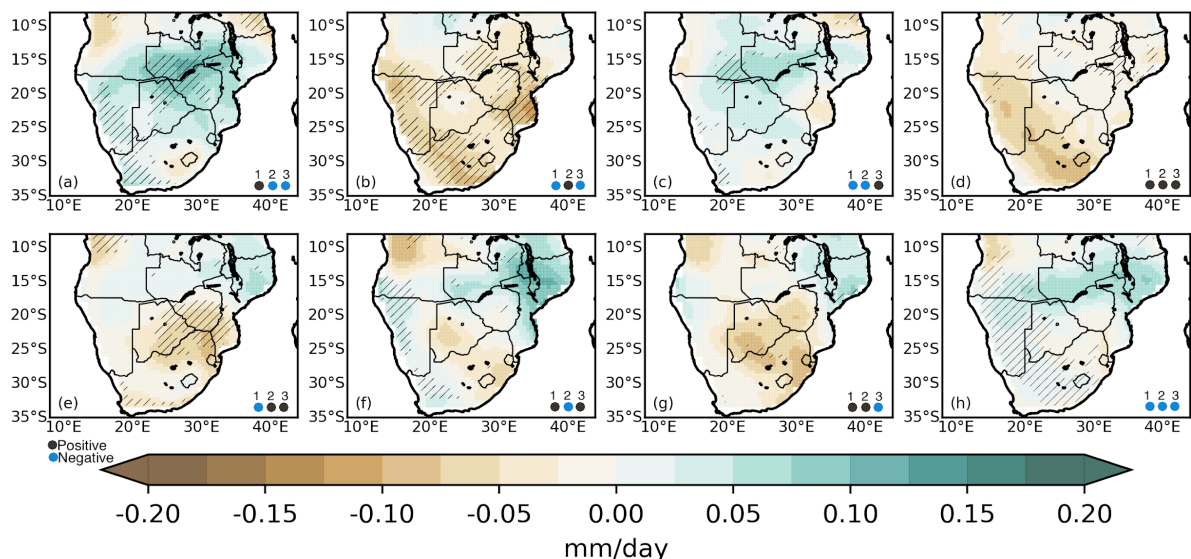 10°S
15°S
20°S
25°S
30°S
35°S
(a) 1 2 3
(b) 1 2 3
(c) 1 2 3
(d) 1 2 3
10°E 20°E 30°E 40°E 10°E 20°E 30°E 40°E 10°E 20°E 30°E 40°E 10°E 20°E 30°E 40°E
10°S
15°S
20°S
25°S
30°S
35°S
(e) 1 2 3
(f) 1 2 3
(g) 1 2 3
(h) 1 2 3
10°E 20°E 30°E 40°E 10°E 20°E 30°E 40°E 10°E 20°E 30°E 40°E 10°E 20°E 30°E 40°E
Positive
Negative
-0.20 -0.15 -0.10 -0.05 0.00 0.05 0.10 0.15 0.20
mm/day